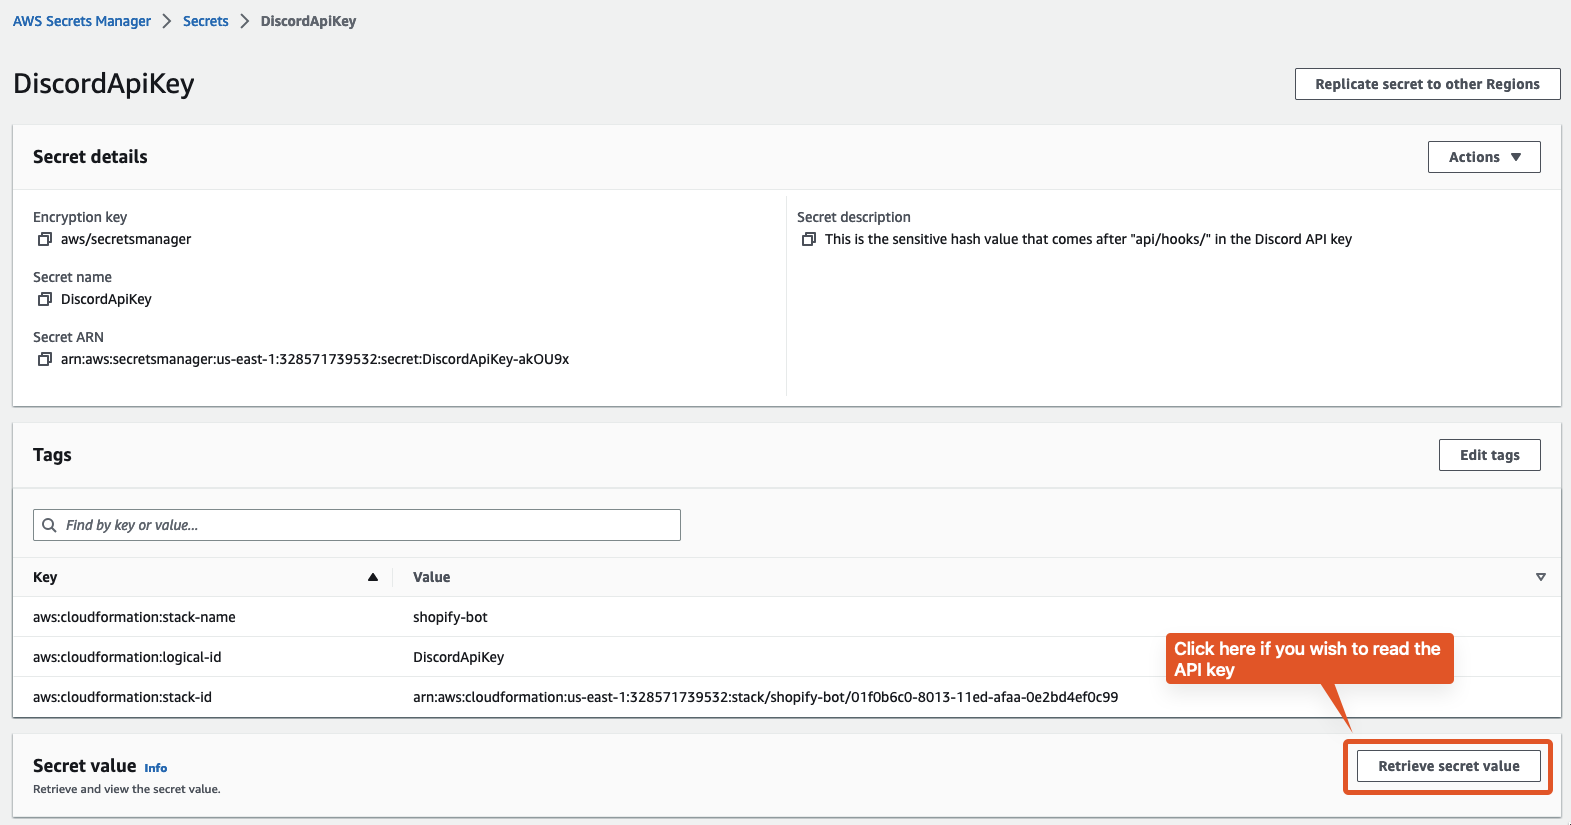 AWS Secrets Manager > Secrets > DiscordApiKey
DiscordApiKey
Replicate secret to other Regions
Secret details
Actions
Encryption key
aws/secretsmanager
Secret name
DiscordApiKey
Secret ARN
arn:aws:secretsmanager:us-east-1:328571739532:secret:DiscordApiKey-akOU9x
Secret description
This is the sensitive hash value that comes after "api/hooks/" in the Discord API key
Tags
Edit tags
Find by key or value...
Key Value
aws:cloudformation:stack-name shopify-bot
aws:cloudformation:logical-id DiscordApiKey
aws:cloudformation:stack-id arn:aws:cloudformation:us-east-1:328571739532:stack/shopify-bot/01f0b6c0-8013-11ed-afaa-0e2bd4ef0c99
Click here if you wish to read the
API key
Secret value Info
Retrieve and view the secret value.
Retrieve secret value